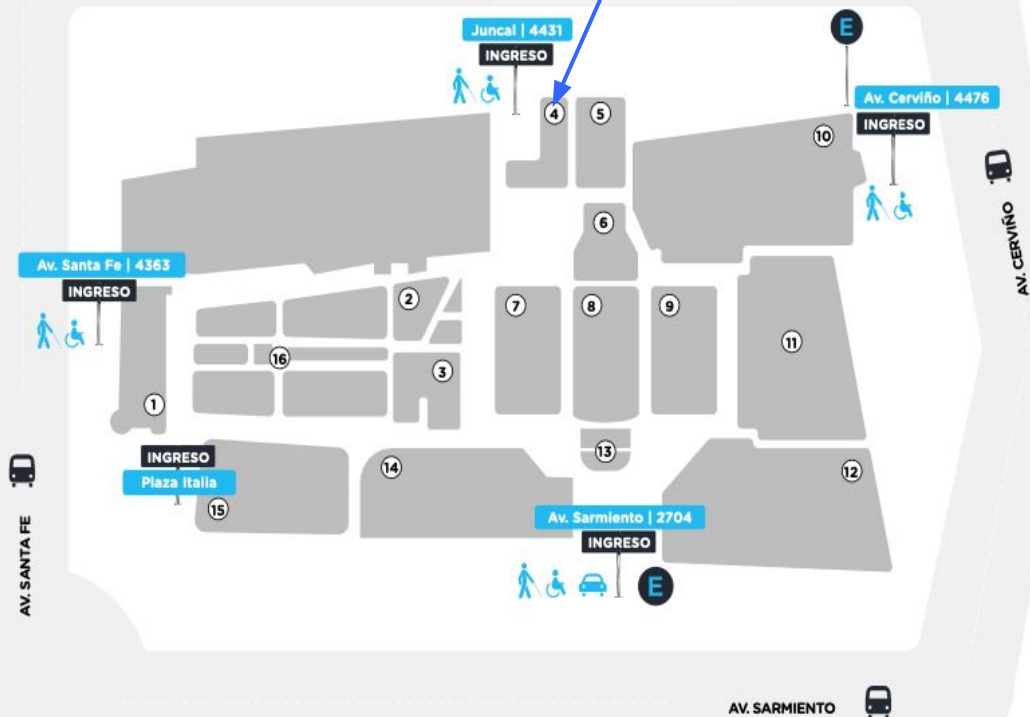 Juncal | 4431
INGRESO
E
Av. Cerviño | 4476
INGRESO
4
5
10
6
AV. CERVIÑO
Av. Santa Fe | 4363
INGRESO
2
7
8
9
11
16
3
1
INGRESO
Plaza Italia
15
14
13
12
Av. Sarmiento | 2704
INGRESO
E
AV. SANTA FE
AV. SARMIENTO